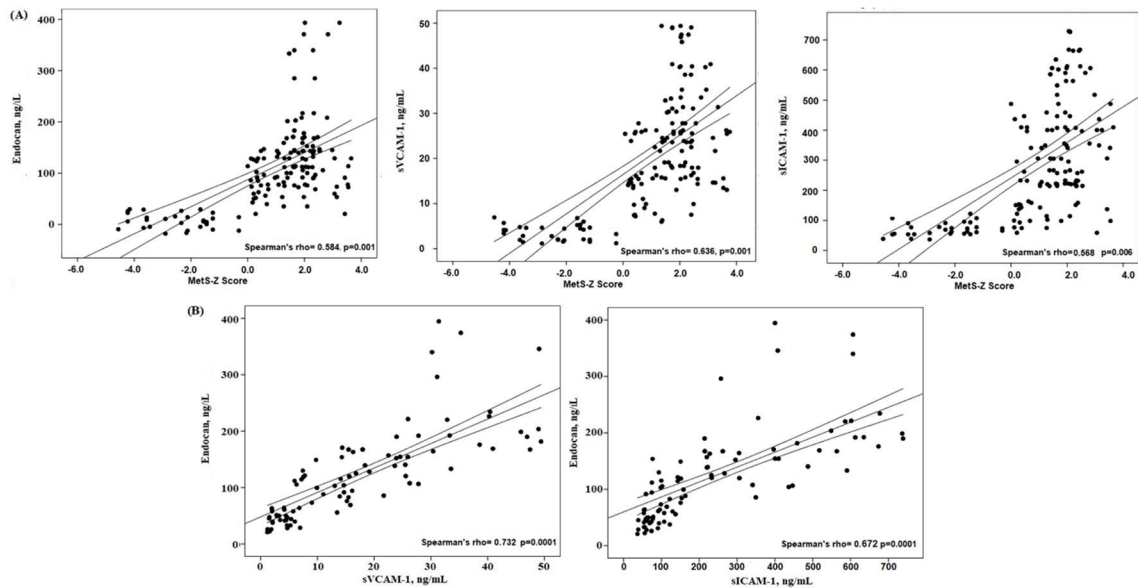 (A)
Endocan, ng/iL
400
300
200
100
0
-6.0 -4.0 -2.0 0.0 2.0 4.0
MetS-Z Score
Spearman's rho= 0.584, p=0.001
sVCAM-1, ng/mL
50
40
30
20
10
0
-6.0 -4.0 -2.0 0.0 2.0 4.0
MetS-Z Score
Spearman's rho= 0.636, p=0.001
sICAM-1, ng/mL
700
600
500
400
300
200
100
0
-6.0 -4.0 -2.0 0.0 2.0 4.0
MetS-Z Score
Spearman's rho=0.568 p=0.006
(B)
Endocan, ng/iL
400
300
200
100
0
0 10 20 30 40 50
sVCAM-1, ng/mL
Spearman's rho= 0.732 p=0.0001
Endocan, ng/iL
400
300
200
100
0
0 100 200 300 400 500 600 700
sICAM-1, ng/mL
Spearman's rho= 0.672 p=0.0001